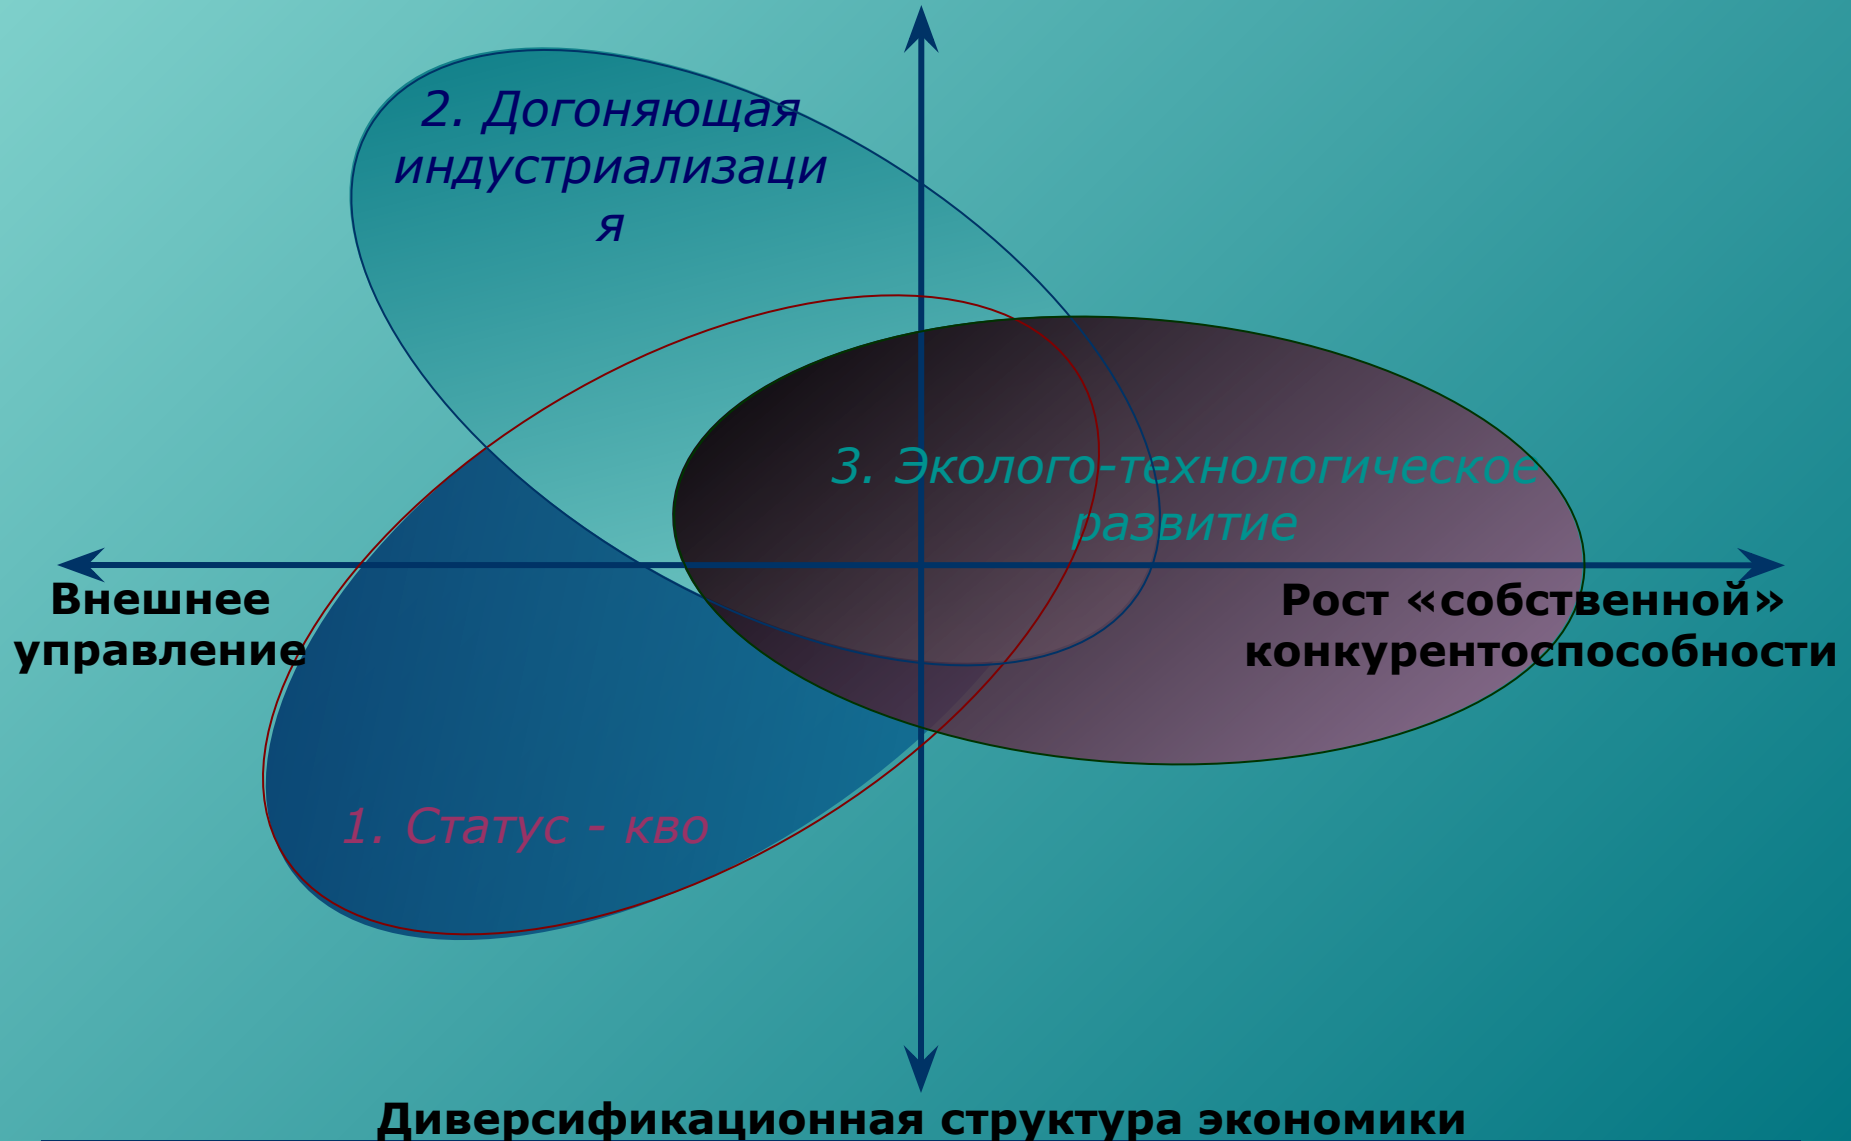 2. Догоняющая
индустриализаци
я
3. Эколого-технологическое
развитие
Внешнее
управление
Рост «собственной»
конкурентоспособности
1. Статус - кво
Диверсификационная структура экономики